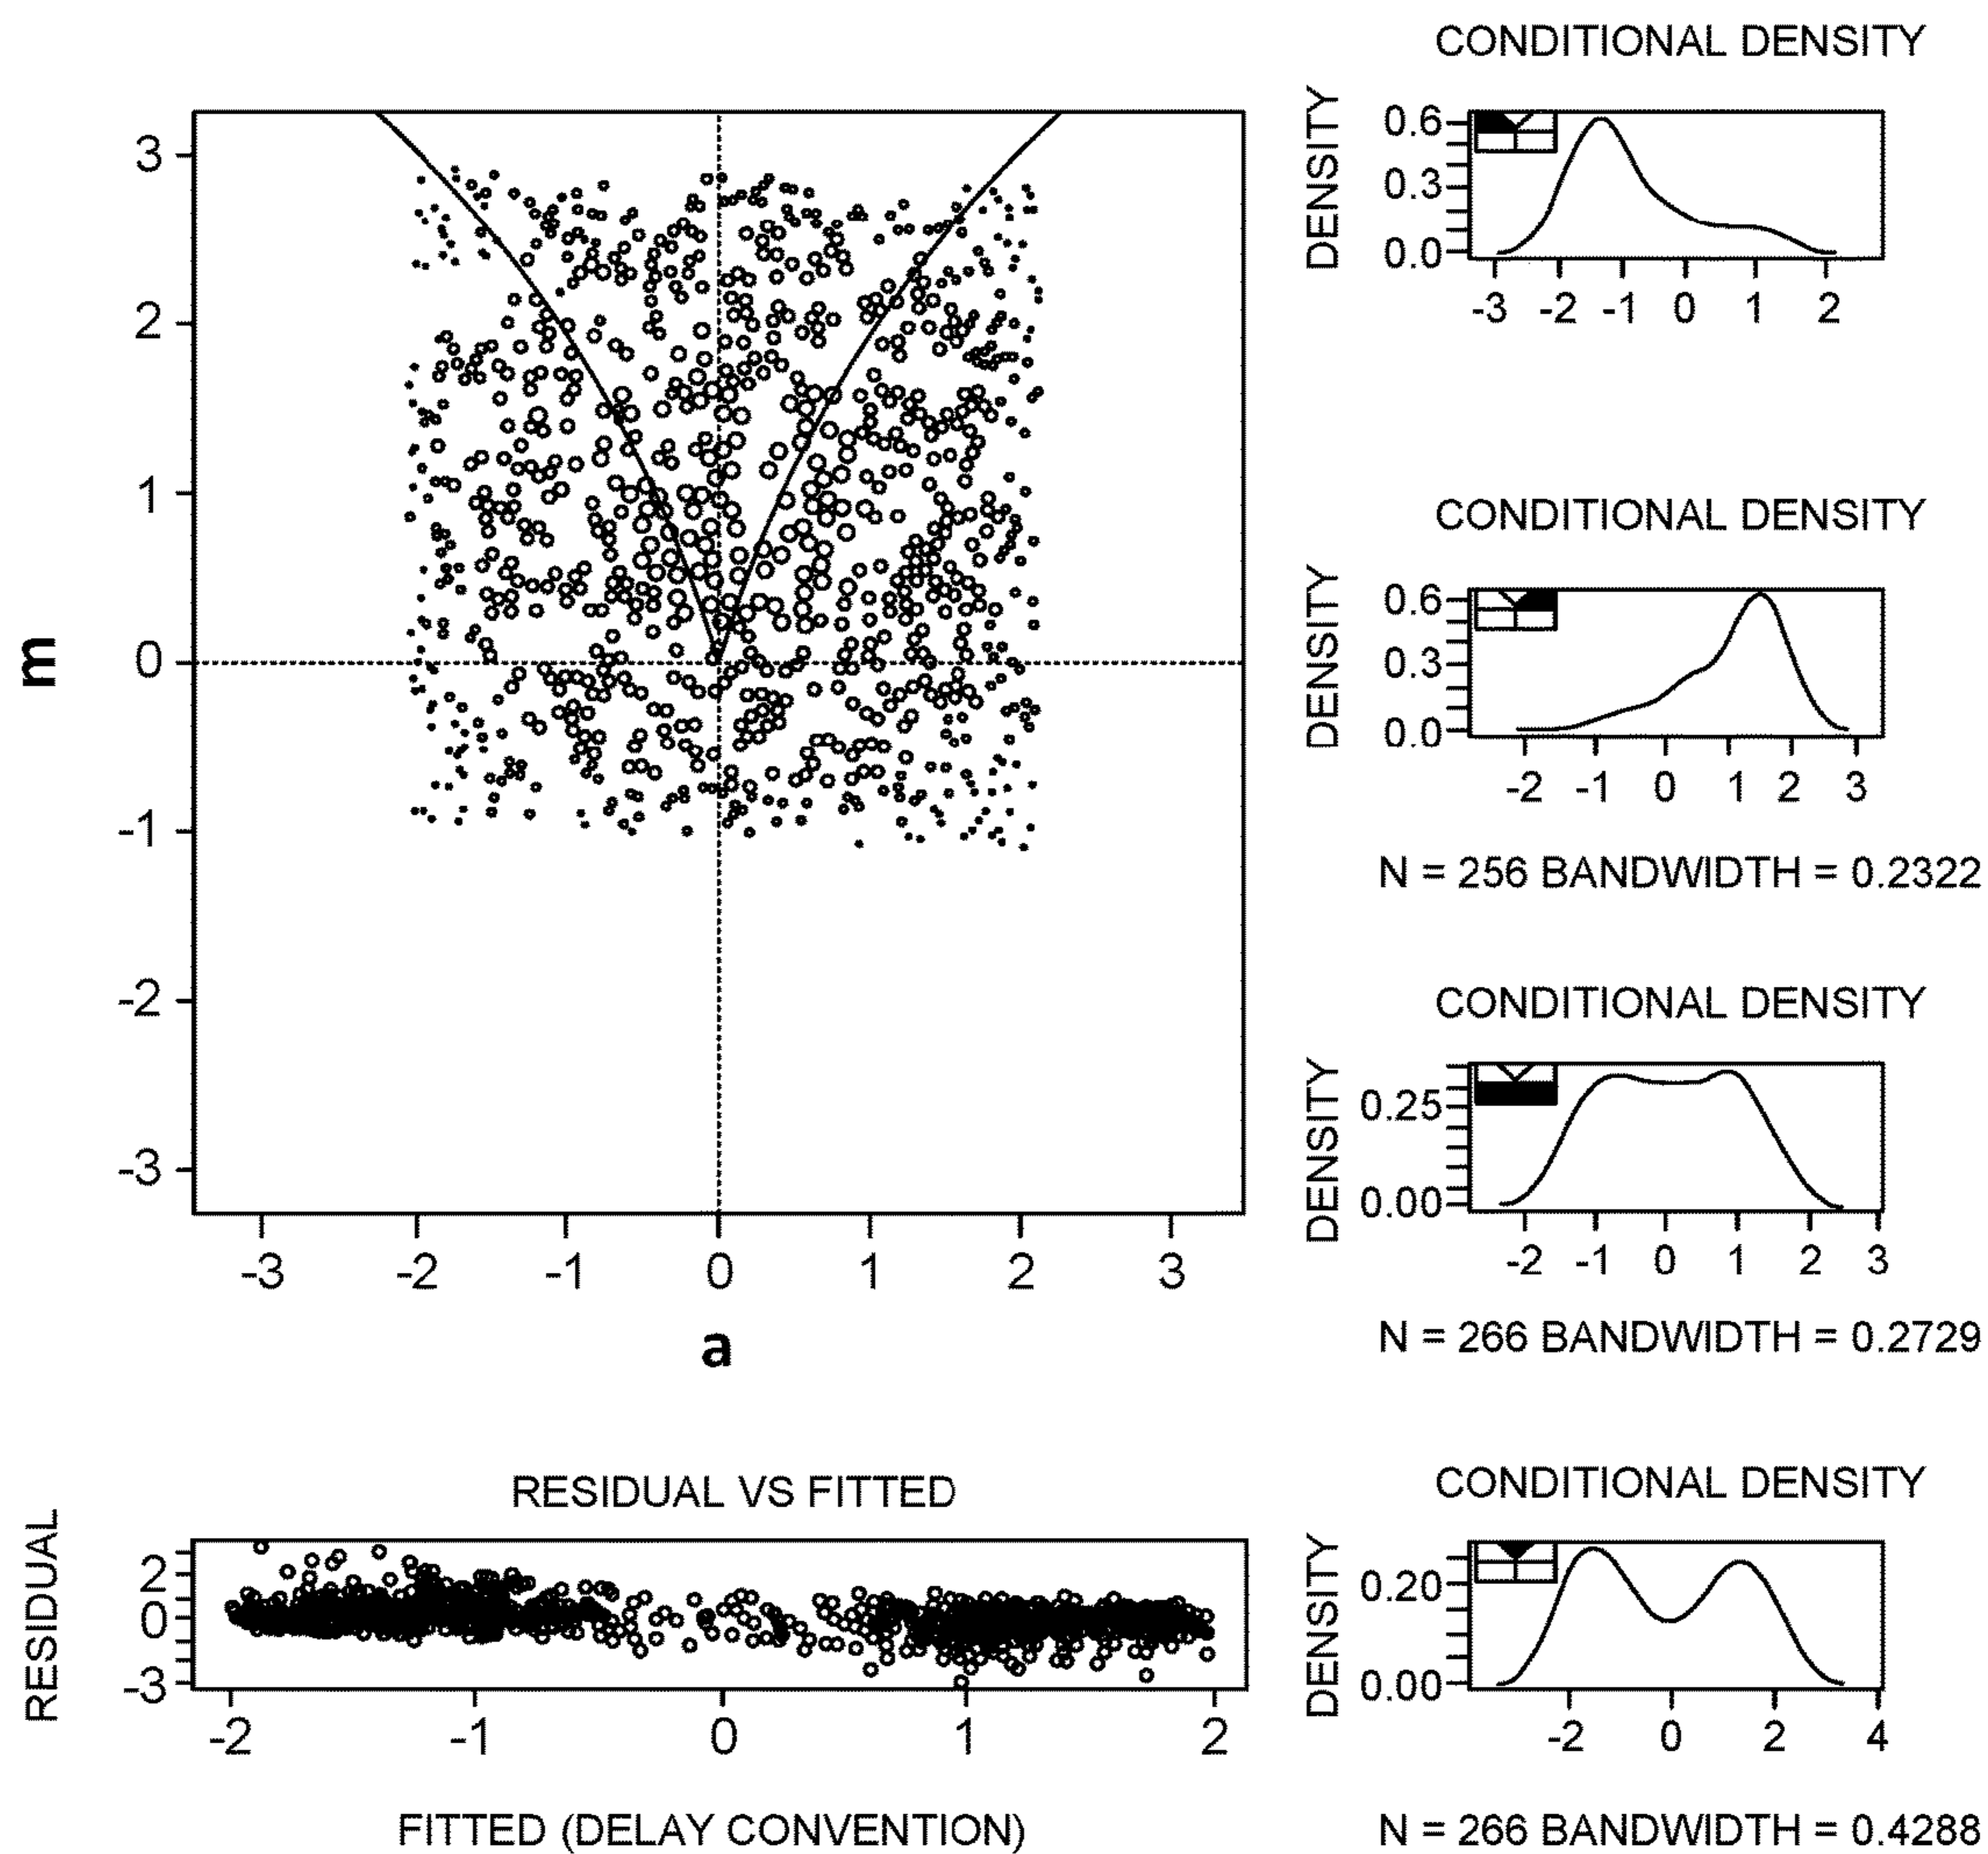 3
2
1
0
-1
-2
-3
m
-3 -2 -1 0 1 2 3
a
CONDITIONAL DENSITY
DENSITY
0.6
0.3
0.0
-3 -2 -1 0 1 2
CONDITIONAL DENSITY
DENSITY
0.6
0.3
0.0
-2 -1 0 1 2 3
N = 256 BANDWIDTH = 0.2322
CONDITIONAL DENSITY
DENSITY
0.25
0.00
-2 -1 0 1 2 3
N = 266 BANDWIDTH = 0.2729
RESIDUAL VS FITTED
RESIDUAL
2
0
-3
-2 -1 0 1 2
FITTED (DELAY CONVENTION)
CONDITIONAL DENSITY
DENSITY
0.20
0.00
-2 0 2 4
N = 266 BANDWIDTH = 0.4288